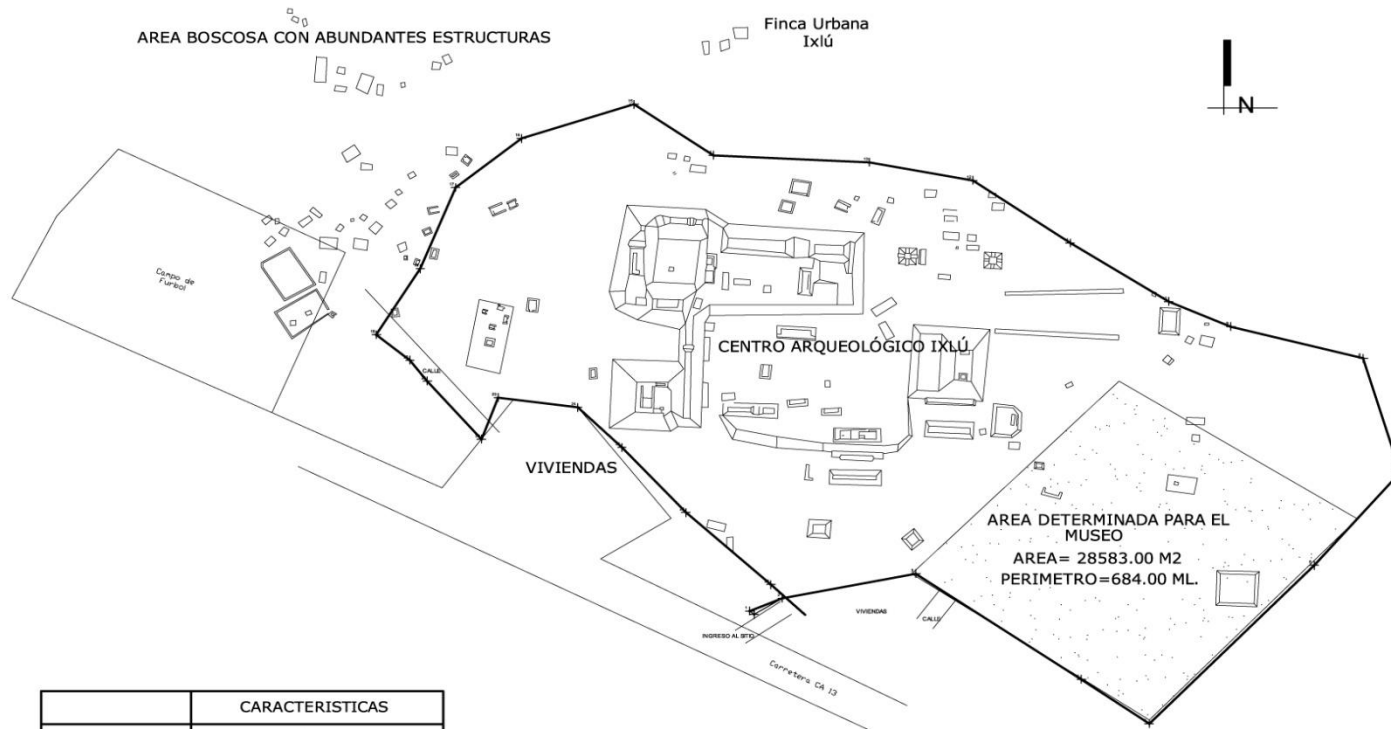 AREA BOSCOSA CON ABUNDANTES ESTRUCTURAS
Finca Urbana
Ixlú
N
Campo de
Furbol
CALLE
CENTRO ARQUEOLÓGICO IXLÚ
VIVIENDAS
AREA DETERMINADA PARA EL
MUSEO
AREA= 28583.00 M2
PERIMETRO=684.00 ML.
VIVIENDAS
CALLE
INGRESO AL SITIO
Carretera CA 13
CARACTERISTICAS